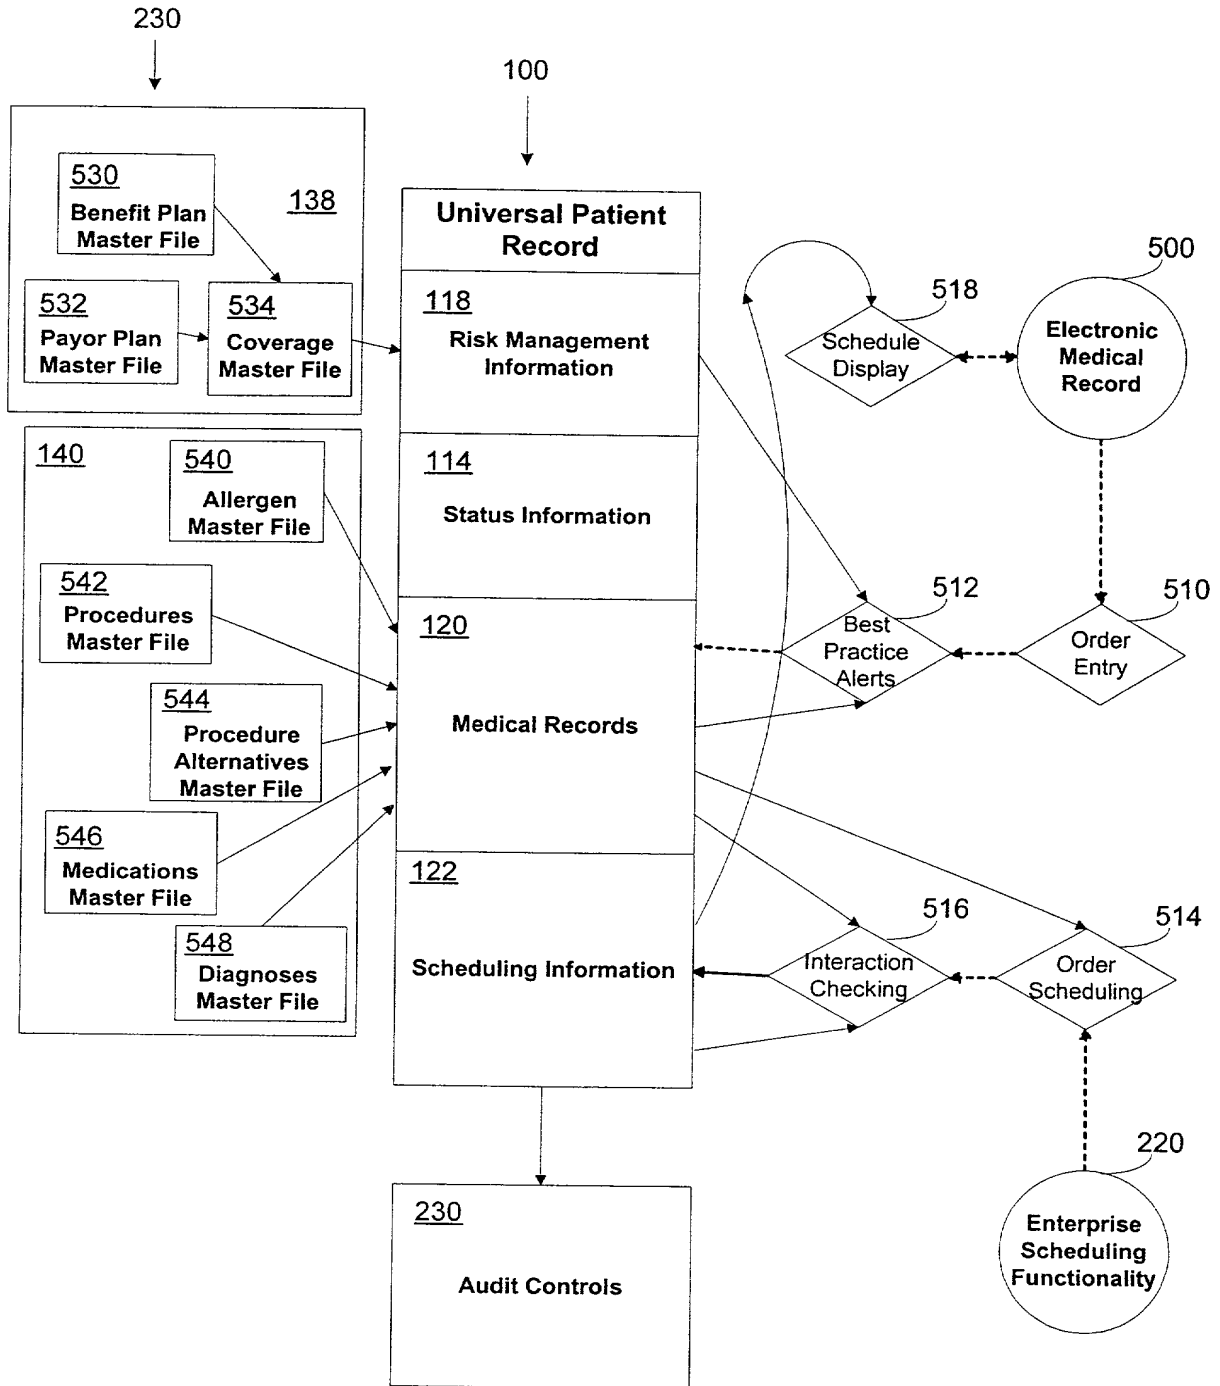 230
100
530
Benefit Plan
Master File
138
532
Payor Plan
Master File
534
Coverage
Master File
140
540
Allergen
Master File
542
Procedures
Master File
544
Procedure
Alternatives
Master File
546
Medications
Master File
548
Diagnoses
Master File
Universal Patient
Record
118
Risk Management
Information
114
Status Information
120
Medical Records
122
Scheduling Information
230
Audit Controls
518
Schedule
Display
500
Electronic
Medical
Record
512
Best
Practice
Alerts
510
Order
Entry
516
Interaction
Checking
514
Order
Scheduling
220
Enterprise
Scheduling
Functionality